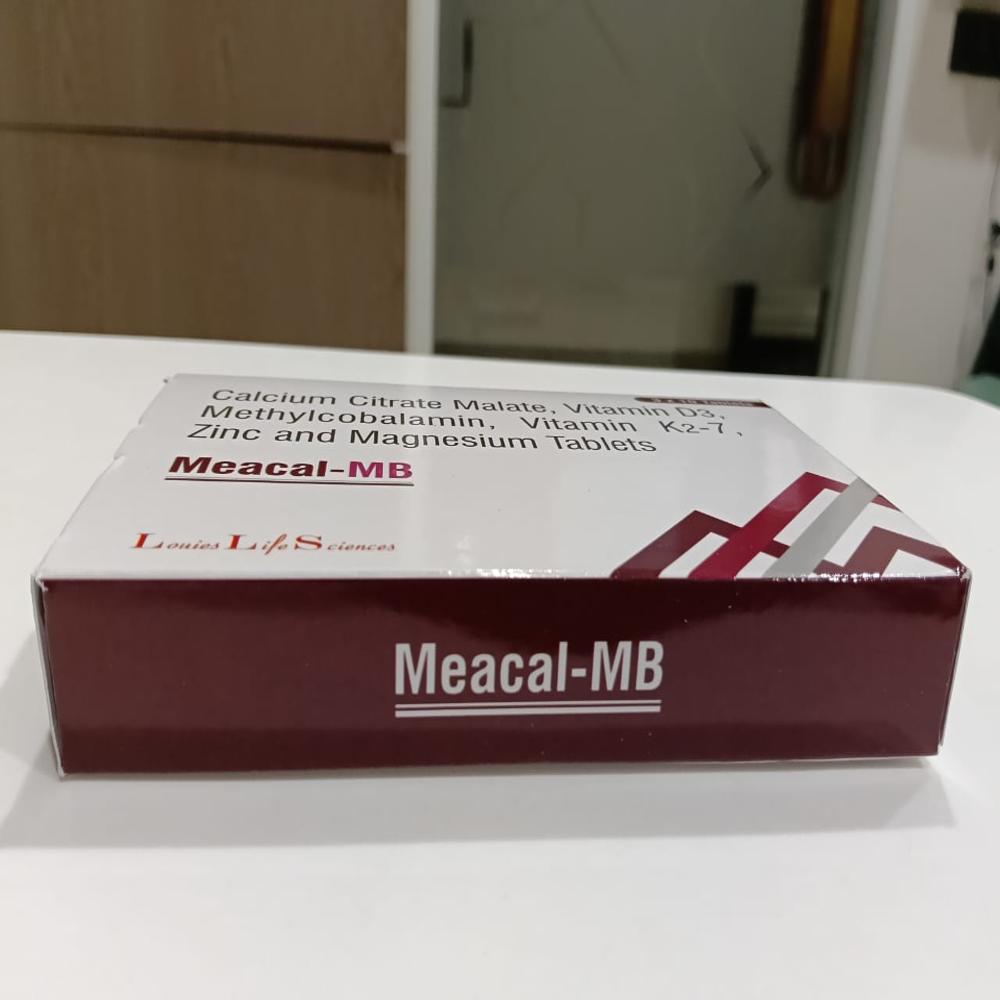 Calcium Citrate Malate, Vitamin D3,
Methylcobalamin, Vitamin K2-7,
Zinc and Magnesium Tablets
Meacal-MB
Louies Life Sciences
Meacal-MB